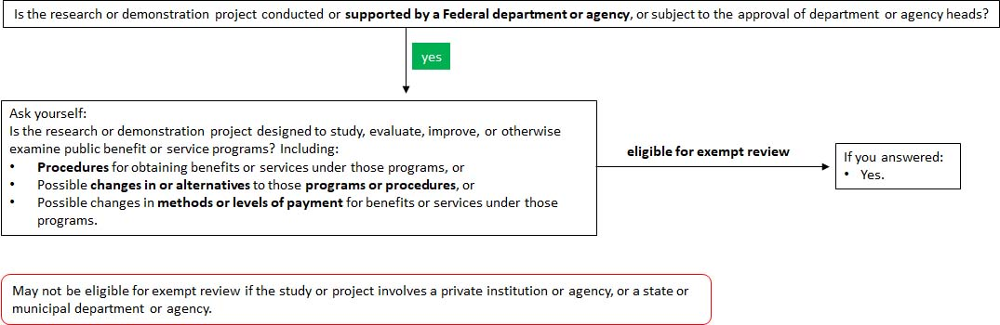 Is the research or demonstration project conducted or supported by a Federal department or agency, or subject to the approval of department or agency heads?
yes
Ask yourself:
Is the research or demonstration project designed to study, evaluate, improve, or otherwise
examine public benefit or service programs? Including:
• Procedures for obtaining benefits or services under those programs, or
• Possible changes in or alternatives to those programs or procedures, or
• Possible changes in methods or levels of payment for benefits or services under those
programs.
eligible for exempt review
If you answered:
• Yes.
May not be eligible for exempt review if the study or project involves a private institution or agency, or a state or
municipal department or agency.